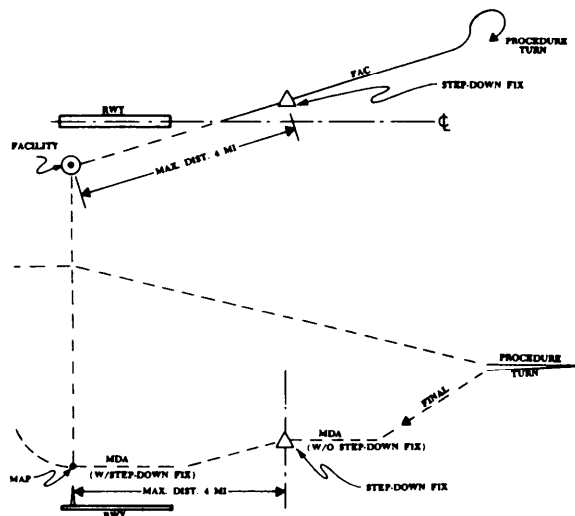 PROCEDURE
TURN
FAC
STEP-DOWN FIX
RWY
℄
FACILITY
MAX. DIST. 4 MI
PROCEDURE
TURN
FINAL
MDA
(W/O STEP-DOWN FIX)
MDA
(W/STEP-DOWN FIX)
MAP
STEP-DOWN FIX
MAX. DIST. 4 MI
RWY